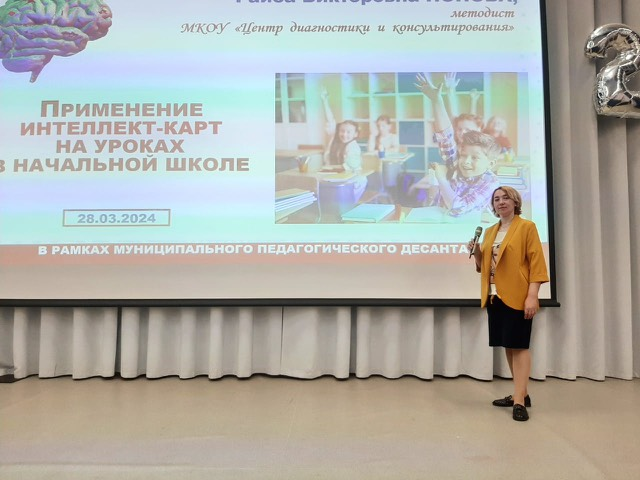 Раиса Викторовна
методист
МКОУ «Центр диагностики и консультирования»
ПРИМЕНЕНИЕ
ИНТЕЛЛЕКТ-КАРТ
НА УРОКАХ
В НАЧАЛЬНОЙ ШКОЛЕ
28.03.2024
В РАМКАХ МУНИЦИПАЛЬНОГО ПЕДАГОГИЧЕСКОГО ДЕСАНТА
2